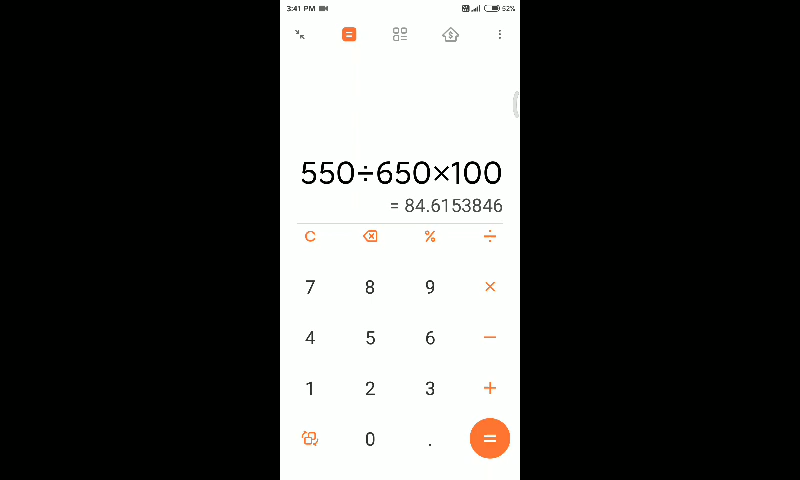 3:41 PM 52%
550÷650×100
= 84.6153846
C % ÷
7 8 9 ×
4 5 6 −
1 2 3 +
0 . =